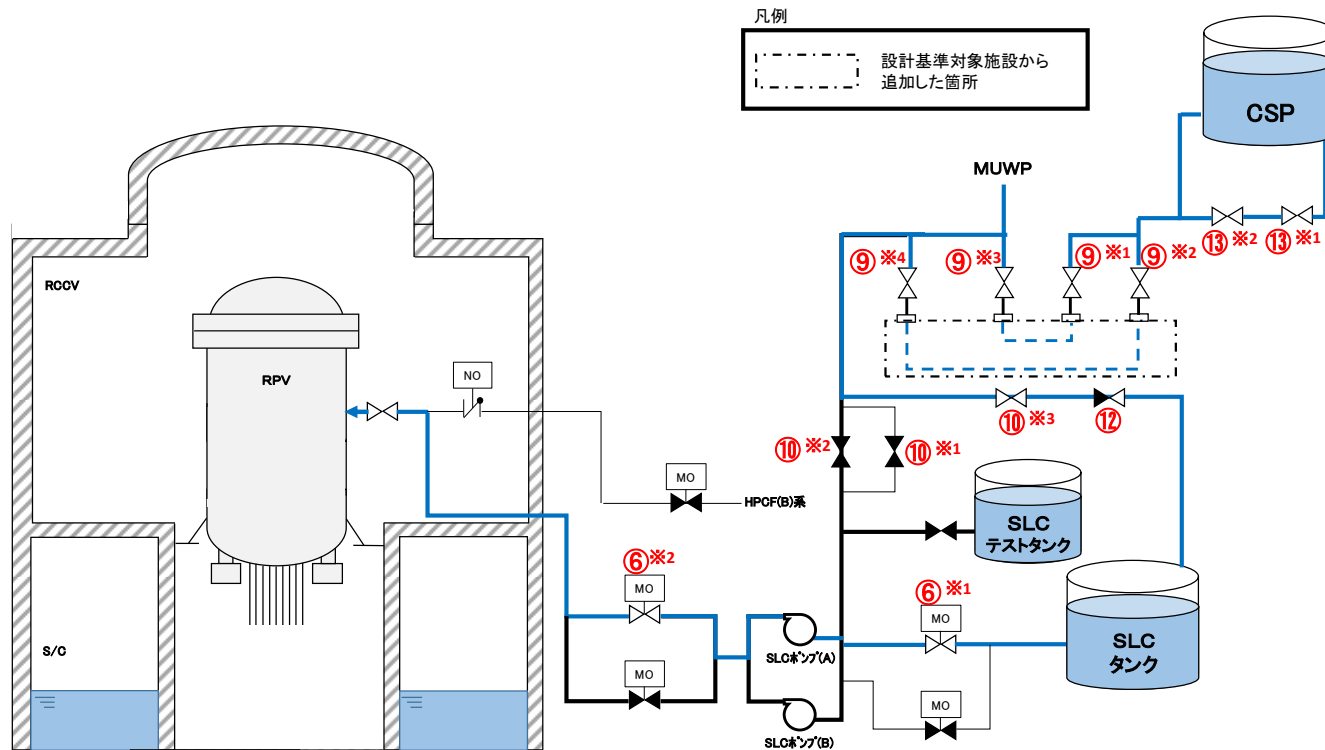 凡例
設計基準対象施設から
追加した箇所
CSP
MUWP
⑬※2
⑬※1
⑨※4
⑨※3
⑨※1
⑨※2
RCCV
RPV
NO
⑩※3
⑫
⑩※2
⑩※1
MO
HPCF(B)系
SLC
テストタンク
⑥※2
MO
⑥※1
MO
SLC
タンク
S/C
SLCポンプ(A)
MO
MO
SLCポンプ(B)